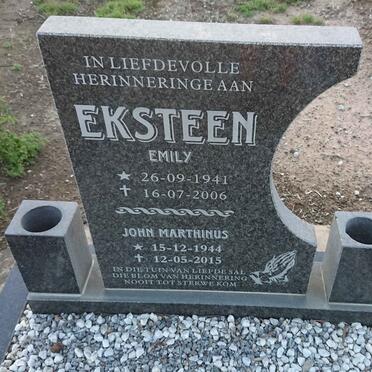 IN LIEFDEVOLLE
HERINNERINGE AAN
EKSTEEN
EMILY
★ 26-09-1941
✝ 16-07-2006
JOHN MARTHINUS
★ 15-12-1944
✝ 12-05-2015
IN DIE TUIN VAN LIEFDE SAL
DIE BLOM VAN HERINNERING
NOOIT TOT STERWE KOM